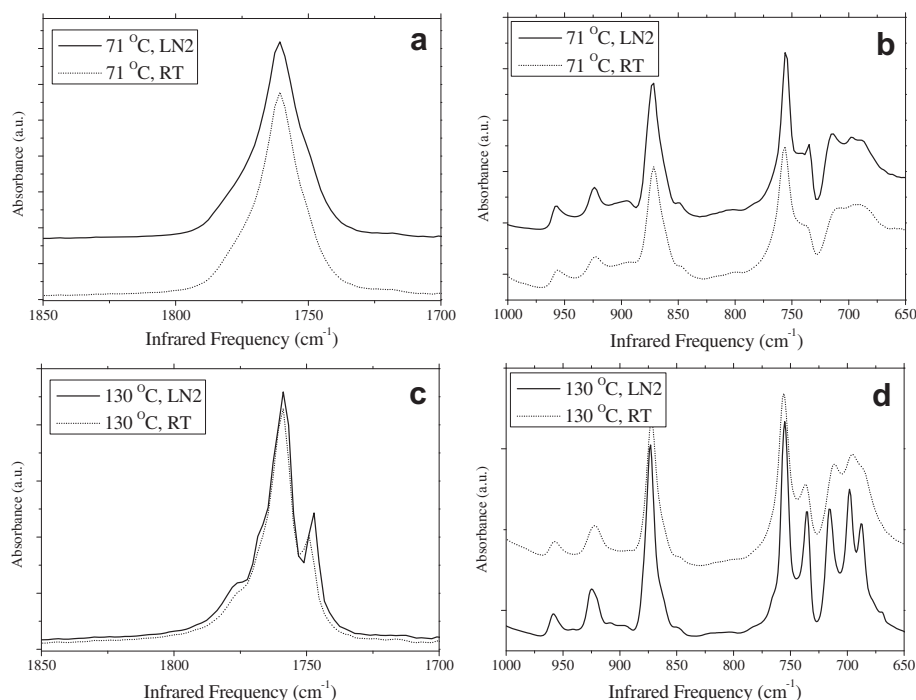 71 °C, LN2
71 °C, RT
a
Absorbance (a.u.)
1850 1800 1750 1700
Infrared Frequency (cm⁻¹)
71 °C, LN2
71 °C, RT
b
Absorbance (a.u.)
1000 950 900 850 800 750 700 650
Infrared Frequency (cm⁻¹)
130 °C, LN2
130 °C, RT
c
Absorbance (a.u.)
1850 1800 1750 1700
Infrared Frequency (cm⁻¹)
130 °C, LN2
130 °C, RT
d
Absorbance (a.u.)
1000 950 900 850 800 750 700 650
Infrared Frequency (cm⁻¹)